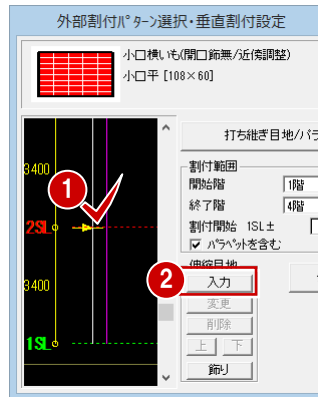 外部割付パターン選択・垂直割付設定
小口横いも(開口飾無/近傍調整)
小口平 [108×60]
打ち継ぎ目地/パラ
割付範囲
開始階 1階
終了階 4階
割付開始 1SL±
パラペットを含む
伸縮目地
入力
変更
削除
上 下
飾り
3400
2SL
3400
1SL
1
2